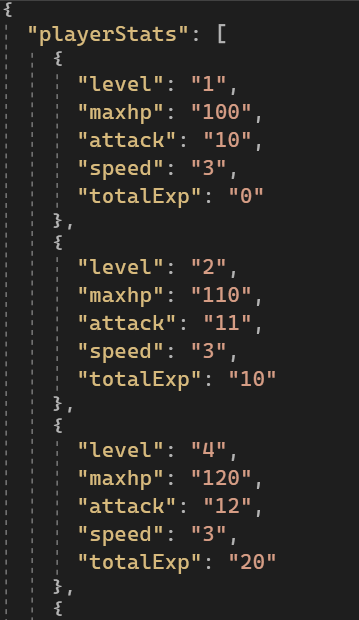 {
"playerStats": [
{
"level": "1",
"maxhp": "100",
"attack": "10",
"speed": "3",
"totalExp": "0"
},
{
"level": "2",
"maxhp": "110",
"attack": "11",
"speed": "3",
"totalExp": "10"
},
{
"level": "4",
"maxhp": "120",
"attack": "12",
"speed": "3",
"totalExp": "20"
},
{